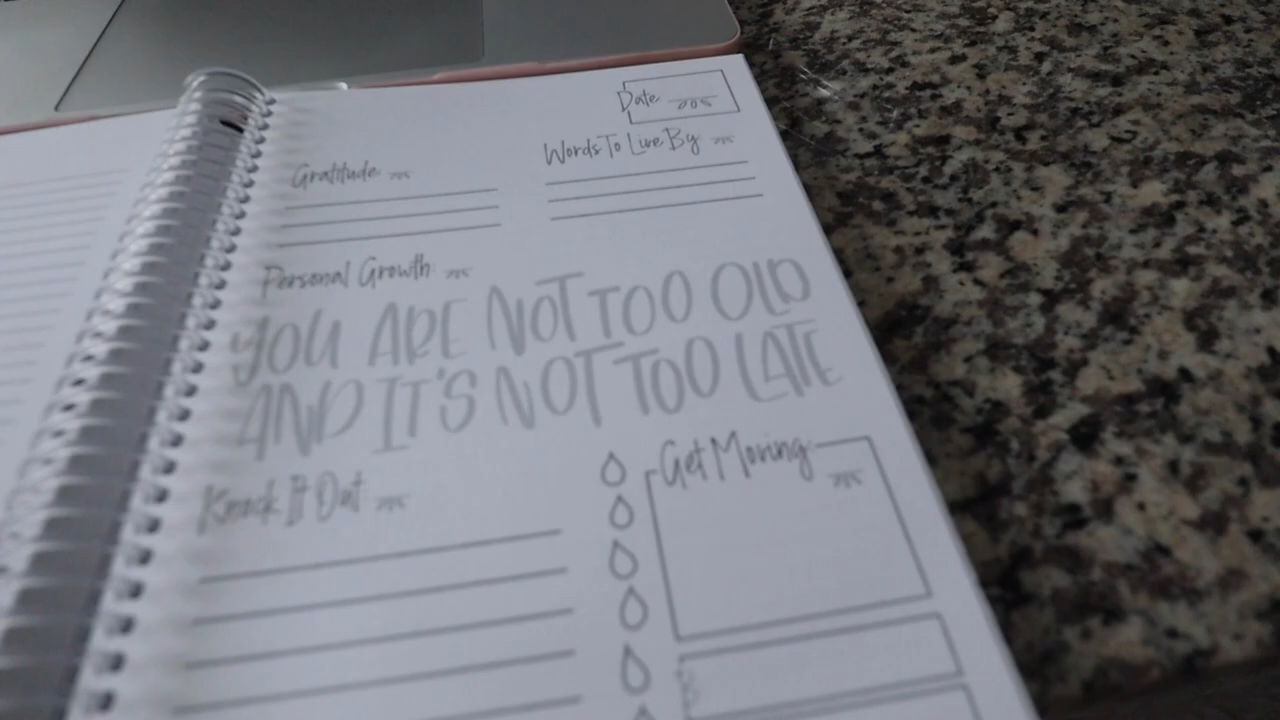 Date
Words To Live By
Gratitude
Personal Growth
YOU ARE NOT TOO OLD
AND IT'S NOT TOO LATE
Get Moving
Knock It Out